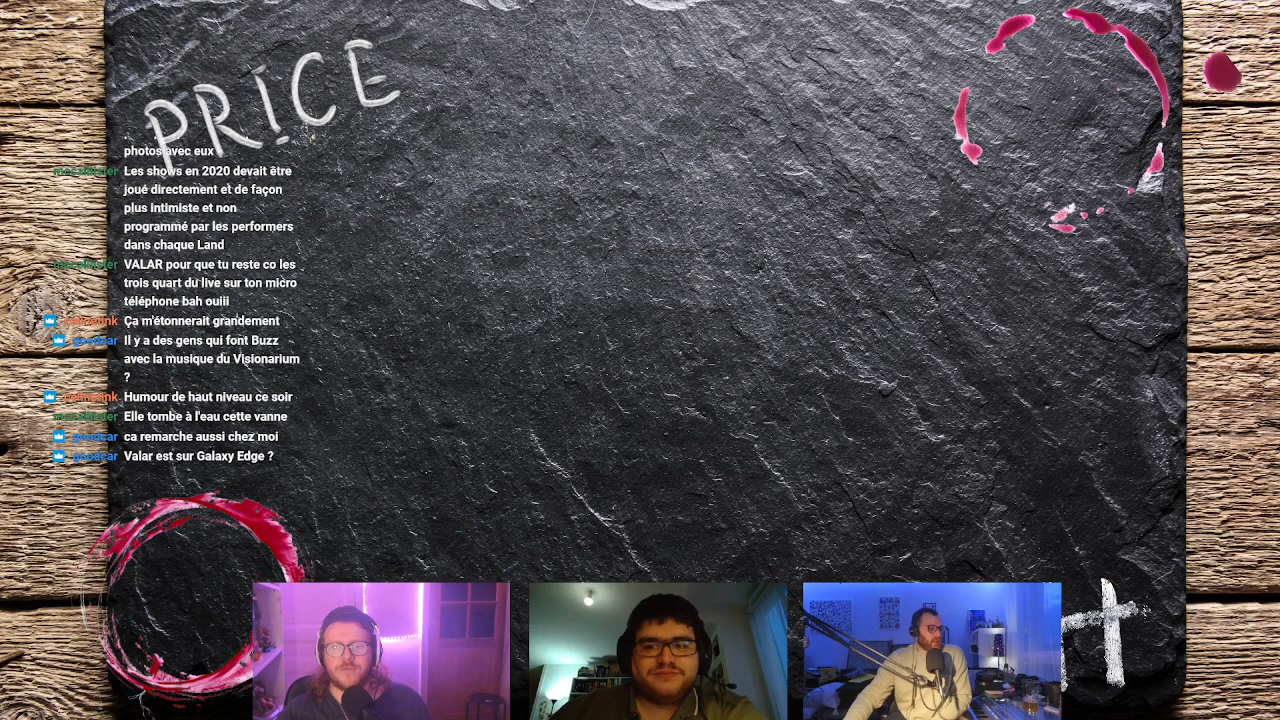 PRICE
photos avec eux
Les shows en 2020 devait être
joué directement et de façon
plus intimiste et non
programmé par les performers
dans chaque Land
VALAR pour que tu reste co les
trois quart du live sur ton micro
téléphone bah ouiii
Ça m'étonnerait grandement
goodcar Il y a des gens qui font Buzz
avec la musique du Visionarium
?
Humour de haut niveau ce soir
Elle tombe à l'eau cette vanne
goodcar ca remarche aussi chez moi
goodcar Valar est sur Galaxy Edge ?